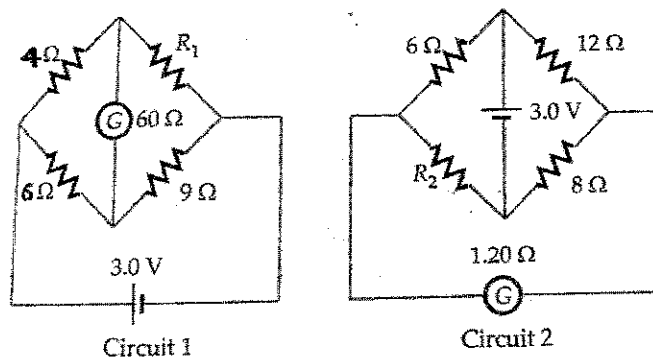 4Ω R₁
G 60 Ω
6Ω 9 Ω
3.0 V
Circuit 1
6 Ω 12 Ω
3.0 V
R₂ 8 Ω
1.20 Ω
G
Circuit 2